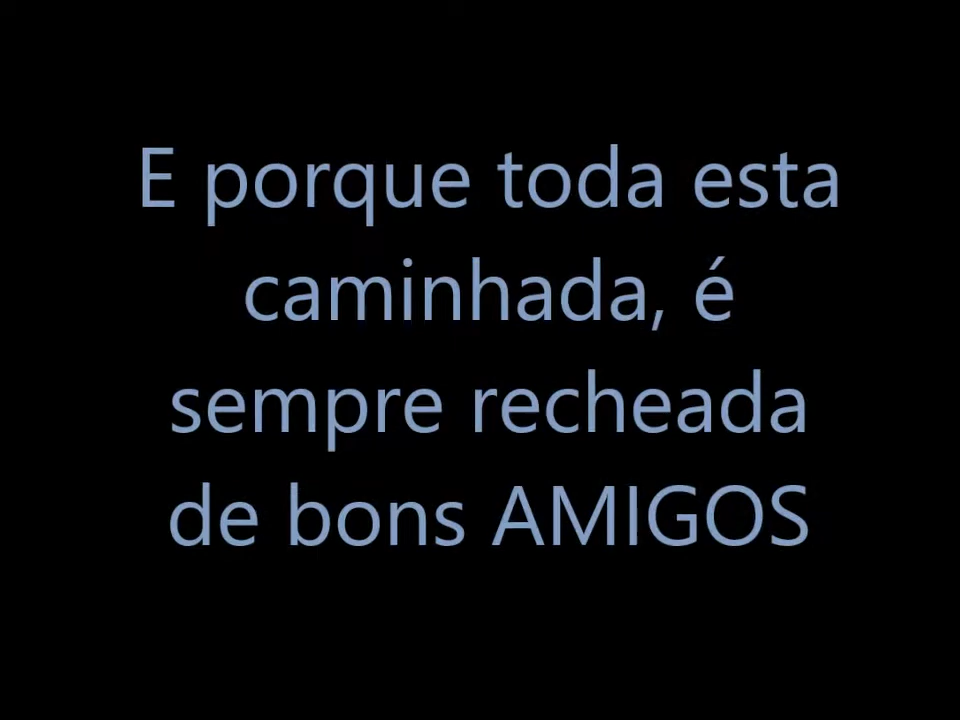 E porque toda esta
caminhada, é
sempre recheada
de bons AMIGOS